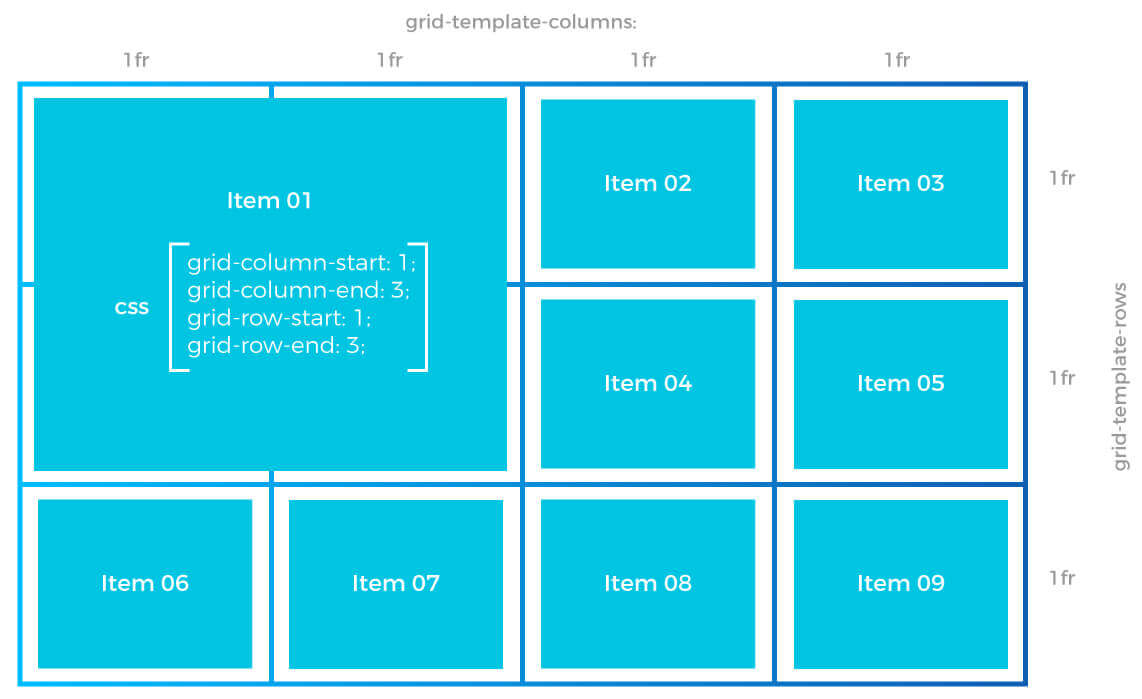 grid-template-columns:
1fr 1fr 1fr 1fr
Item 01
css
grid-column-start: 1;
grid-column-end: 3;
grid-row-start: 1;
grid-row-end: 3;
Item 02
Item 03
1fr
Item 04
Item 05
1fr
Item 06
Item 07
Item 08
Item 09
1fr
grid-template-rows